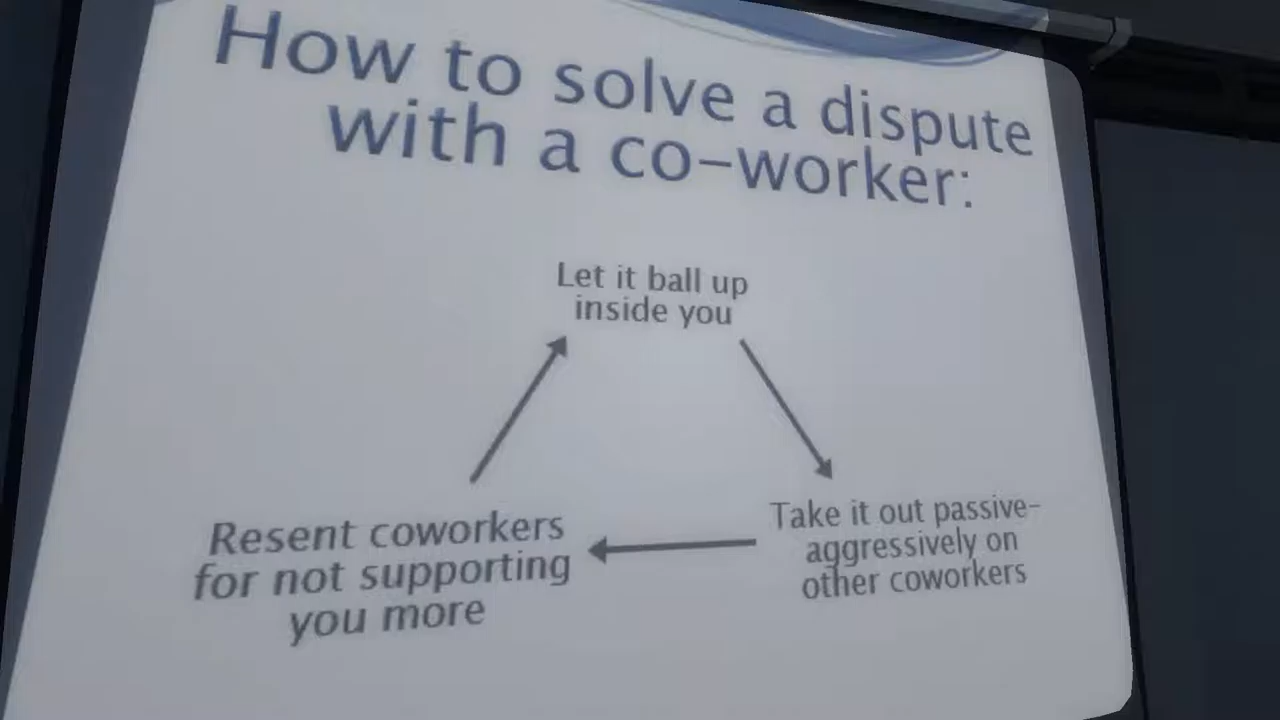 How to solve a dispute
with a co-worker:
Let it ball up
inside you
Take it out passive-
aggressively on
other coworkers
Resent coworkers
for not supporting
you more